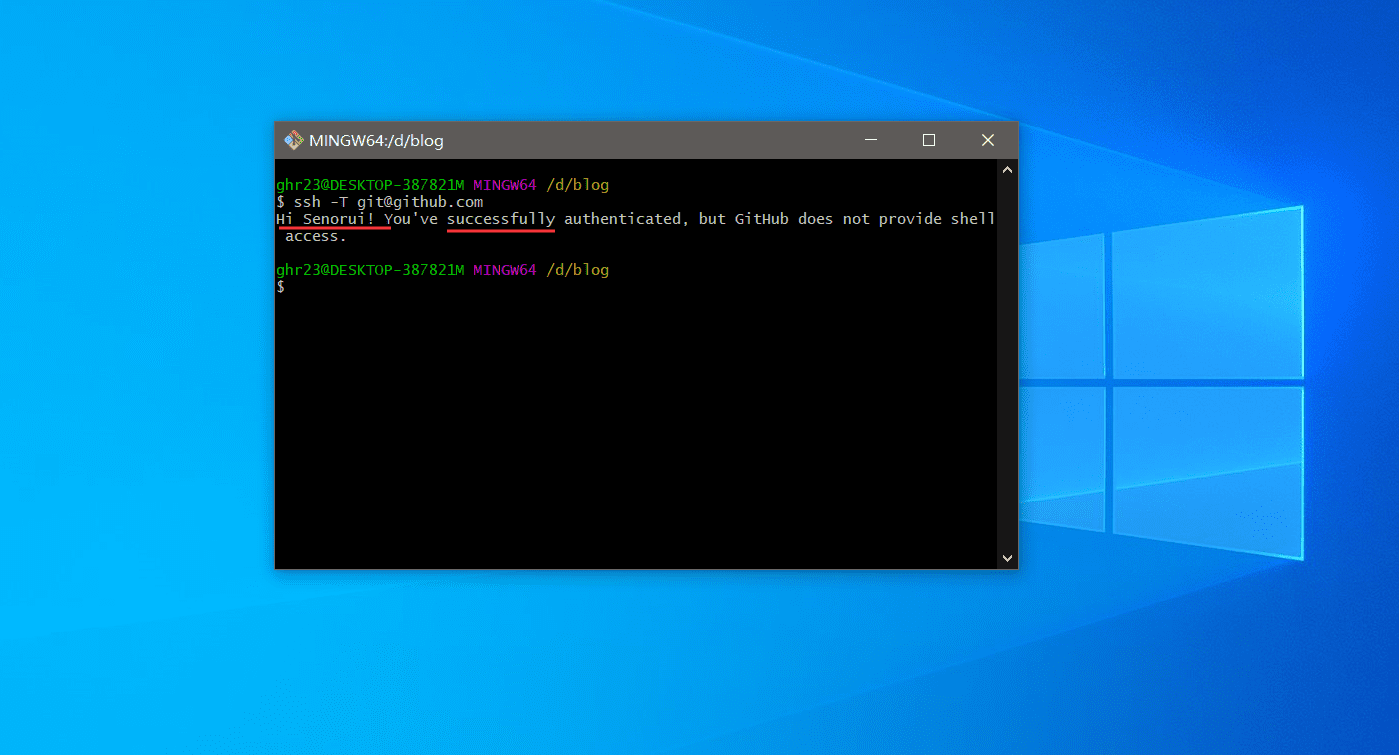 MINGW64:/d/blog
ghr23@DESKTOP-387821M MINGW64 /d/blog
$ ssh -T git@github.com
Hi Senorui! You've successfully authenticated, but GitHub does not provide shell
access.
ghr23@DESKTOP-387821M MINGW64 /d/blog
$